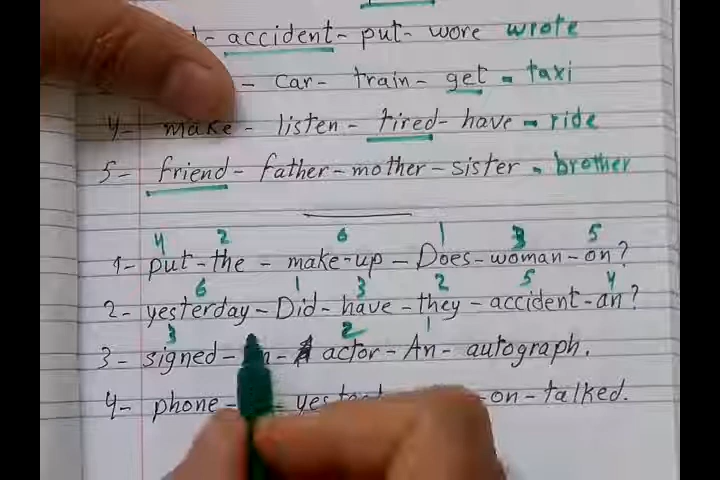 - accident - put - wore wrote
- car - train - get - taxi
4- make - listen - tired - have - ride
5- friend - father - mother - sister - brother
4 2 6 1 3 5
1- put - the - make-up - Does - woman - on?
6 1 3 2 5 4
2- yesterday - Did - have - they - accident - an?
3 2 1
3- signed - actor - An - autograph.
4- phone - - on - talked.